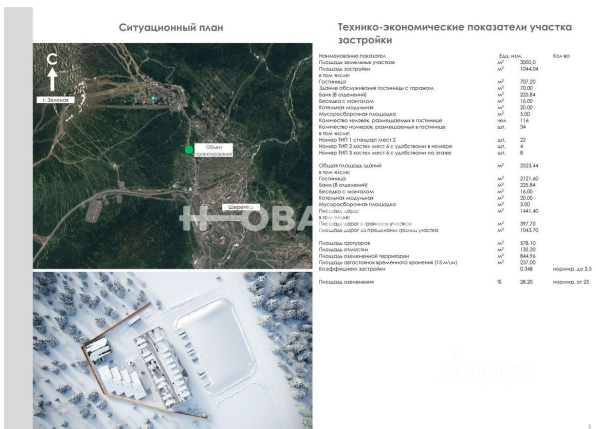 Ситуационный план
Технико-экономические показатели участка
застройки
С
г. Зеленая
Объект
проектирования
Шерегеш
Наименование показател Ед. изм. Кол-во
Площадь земельных участков м² 3000,0
Площадь застройки м² 1044,04
в том числе:
Гостиница м² 707,20
Здание обслуживания гостиницы с гаражом м² 70,00
Баня (8 отделений) м² 225,84
Беседка с мангалом м² 16,00
Котельная модульная м² 20,00
Мусоросборочная площадка м² 5,00
Количество человек, размещаемых в гостинице чел. 116
Количество номеров, размещаемых в гостинице шт. 34
Номер ТИП 1 стандарт мест 2 шт. 22
Номер ТИП 2 хостел мест 6 с удобствами в номере шт. 4
Номер ТИП 3 хостел мест 6 с удобствами на этаже шт. 8
Общая площадь зданий м² 2523,44
в том числе:
Гостиница м² 2121,60
Баня (8 отделений) м² 225,84
Беседка с мангалом м² 16,00
Котельная модульная м² 20,00
Мусоросборочная площадка м² 5,00
Площадь дорог м² 1441,40
в том числе:
Площадь дорог в границах участков м² 397,70
Площадь дорог за пределами границ участка м² 1043,70
Площадь тротуаров м² 578,10
Площадь отмостки м² 135,20
Площадь озелененной территории м² 844,96
Площадь автостоянок временного хранения (15 м\м) м² 237,00
Коэффициент застройки 0,348 нормир. до 2.5
Площадь озеленения % 28,20 нормир. от 25
5